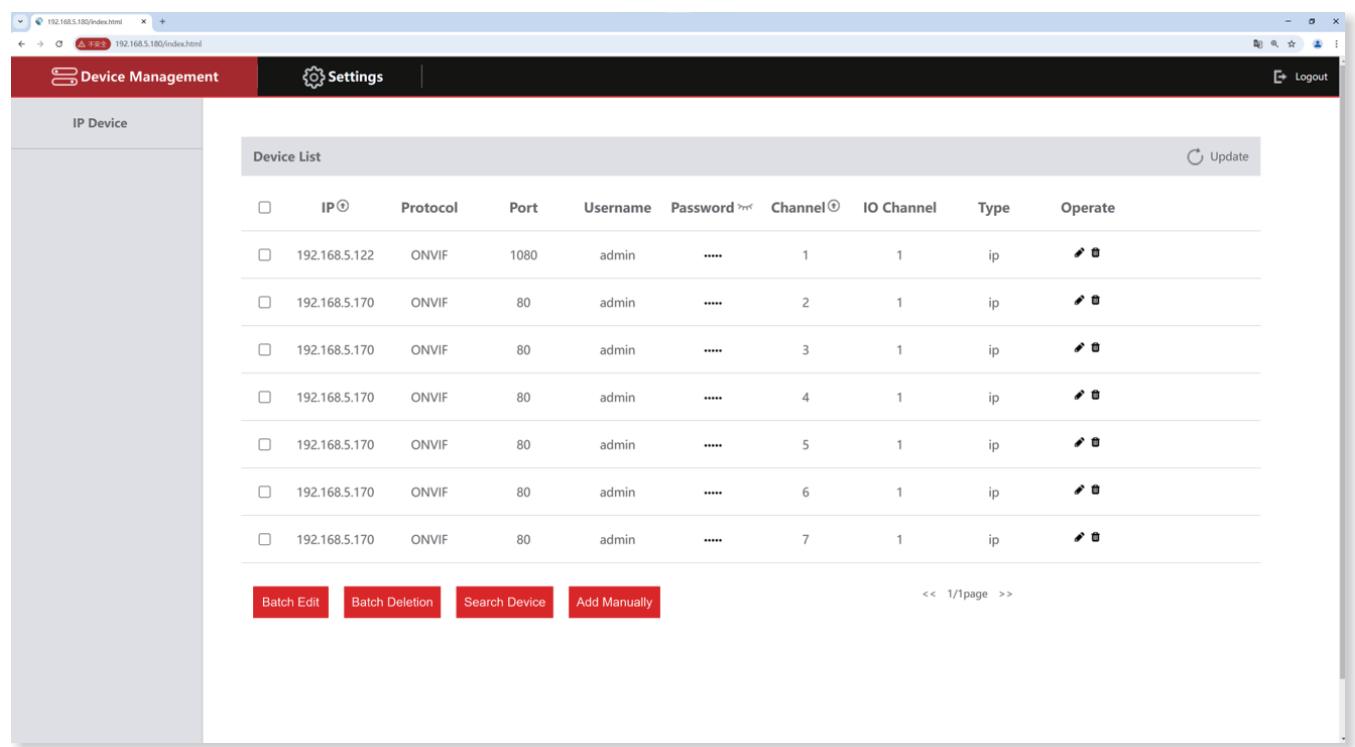 192.168.5.180/index.html
不安全 192.168.5.180/index.html
Device Management Settings Logout
IP Device
Device List Update
IP Protocol Port Username Password Channel IO Channel Type Operate
192.168.5.122 ONVIF 1080 admin ••••• 1 1 ip
192.168.5.170 ONVIF 80 admin ••••• 2 1 ip
192.168.5.170 ONVIF 80 admin ••••• 3 1 ip
192.168.5.170 ONVIF 80 admin ••••• 4 1 ip
192.168.5.170 ONVIF 80 admin ••••• 5 1 ip
192.168.5.170 ONVIF 80 admin ••••• 6 1 ip
192.168.5.170 ONVIF 80 admin ••••• 7 1 ip
Batch Edit Batch Deletion Search Device Add Manually << 1/1page >>